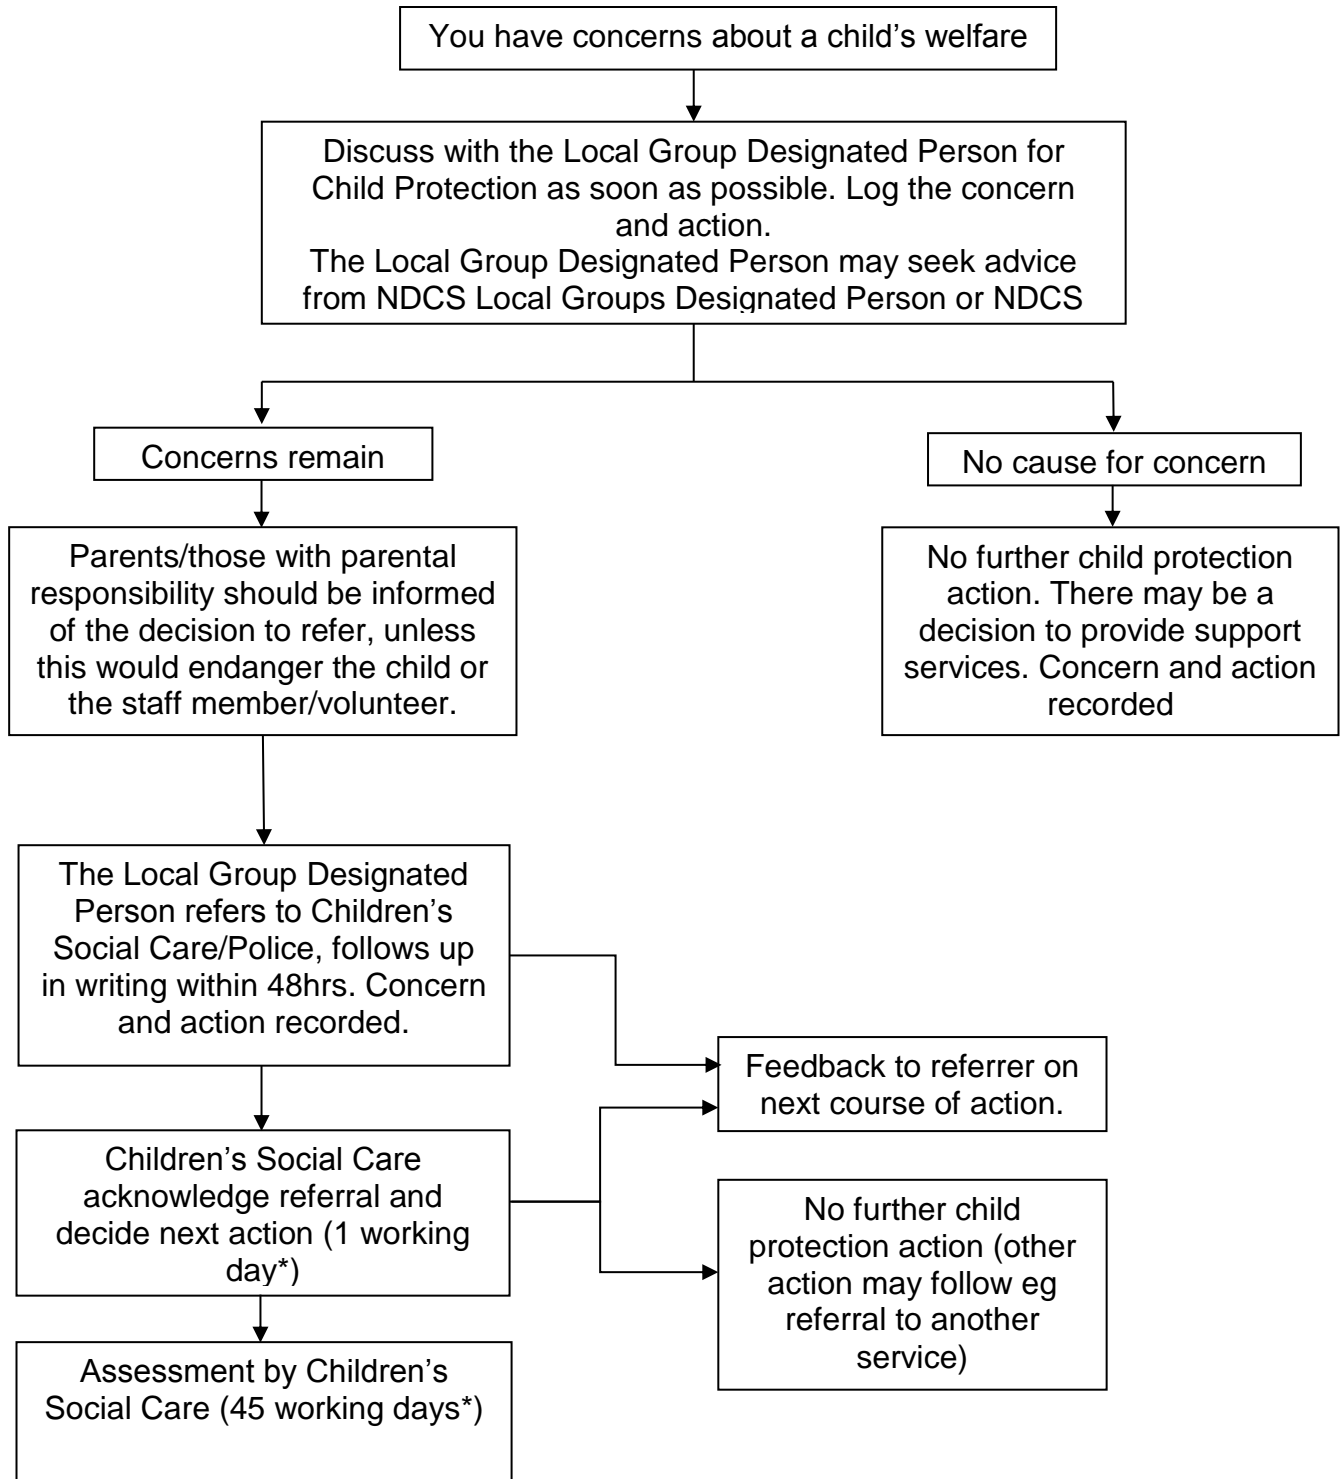 You have concerns about a child’s welfare
Discuss with the Local Group Designated Person for
Child Protection as soon as possible. Log the concern
and action.
The Local Group Designated Person may seek advice
from NDCS Local Groups Designated Person or NDCS
Concerns remain
No cause for concern
Parents/those with parental
responsibility should be informed
of the decision to refer, unless
this would endanger the child or
the staff member/volunteer.
No further child protection
action. There may be a
decision to provide support
services. Concern and action
recorded
The Local Group Designated
Person refers to Children’s
Social Care/Police, follows up
in writing within 48hrs. Concern
and action recorded.
Feedback to referrer on
next course of action.
Children’s Social Care
acknowledge referral and
decide next action (1 working
day*)
No further child
protection action (other
action may follow eg
referral to another
service)
Assessment by Children’s
Social Care (45 working days*)